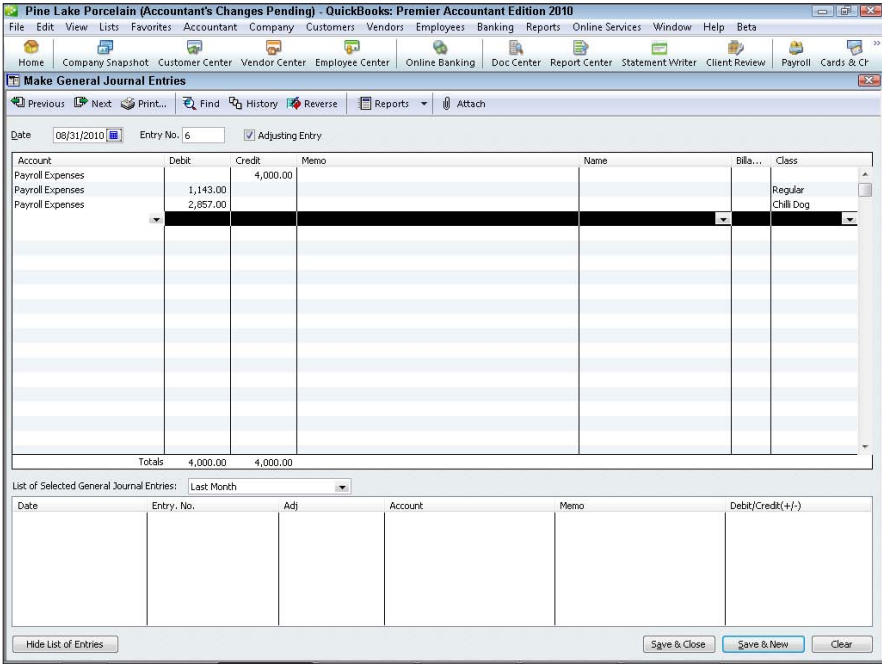 Pine Lake Porcelain (Accountant's Changes Pending) - QuickBooks: Premier Accountant Edition 2010
File Edit View Lists Favorites Accountant Company Customers Vendors Employees Banking Reports Online Services Window Help Beta
Home Company Snapshot Customer Center Vendor Center Employee Center Online Banking Doc Center Report Center Statement Writer Client Review Payroll Cards & Ch »
Make General Journal Entries
Previous Next Print... Find History Reverse Reports Attach
Date 08/31/2010 Entry No. 6 Adjusting Entry
Account Debit Credit Memo Name Billa... Class
Payroll Expenses 4,000.00
Payroll Expenses 1,143.00 Regular
Payroll Expenses 2,857.00 Chilli Dog
Totals 4,000.00 4,000.00
List of Selected General Journal Entries: Last Month
Date Entry. No. Adj Account Memo Debit/Credit(+/-)
Hide List of Entries Save & Close Save & New Clear